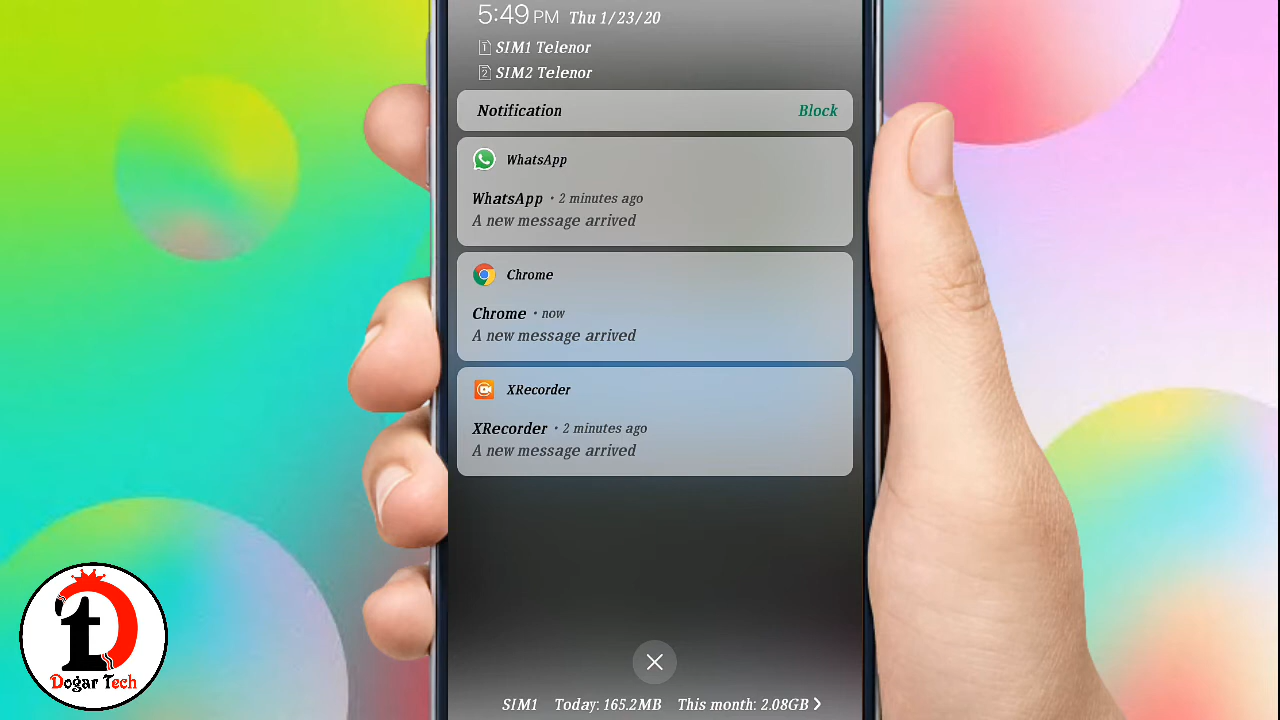 5:49 PM Thu 1/23/20
1 SIM1 Telenor
2 SIM2 Telenor
Notification Block
WhatsApp
WhatsApp • 2 minutes ago
A new message arrived
Chrome
Chrome • now
A new message arrived
XRecorder
XRecorder • 2 minutes ago
A new message arrived
SIM1 Today: 165.2MB This month: 2.08GB
Dogar Tech